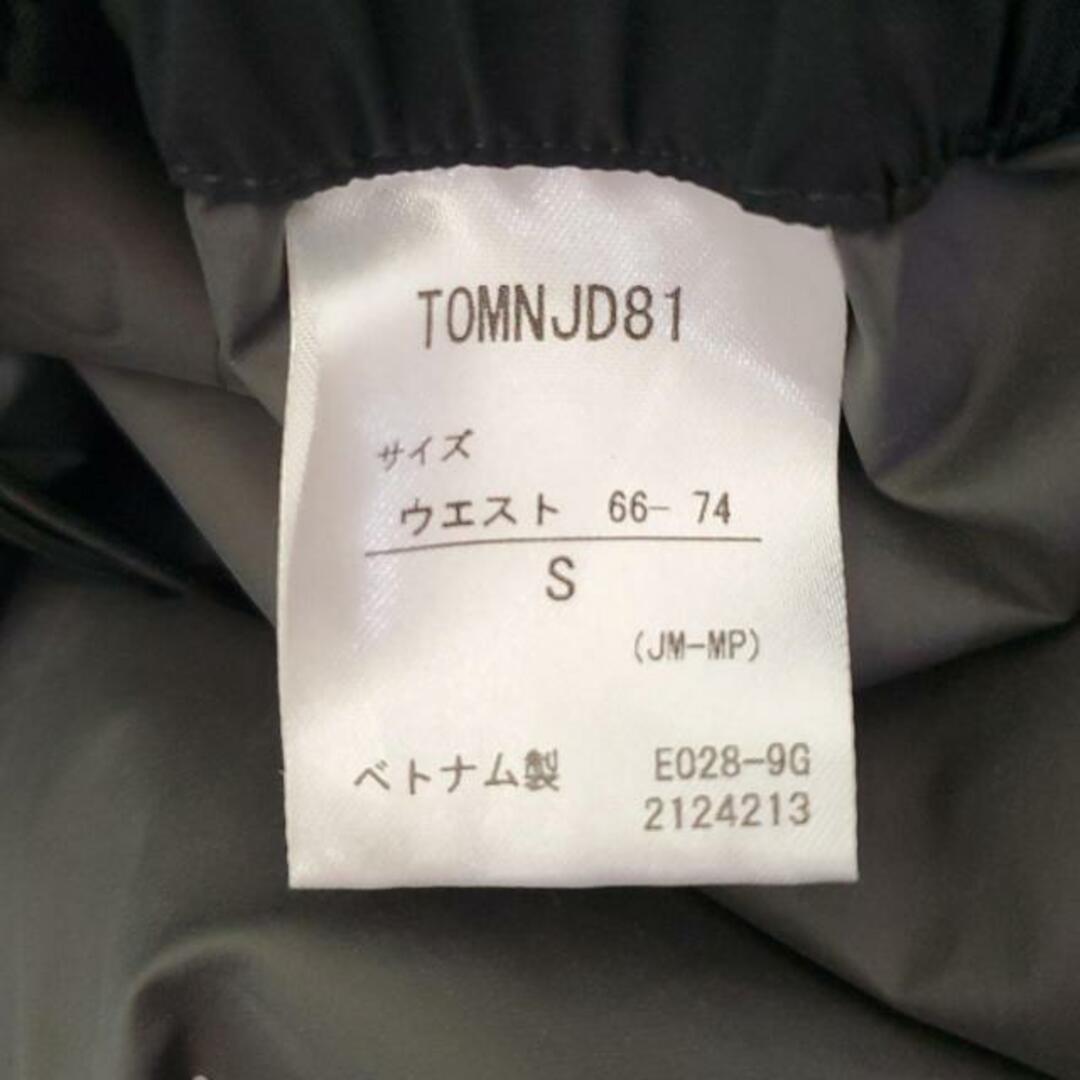 TOMNJD81
サイズ
ウエスト 66- 74
S
(JM-MP)
ベトナム製 E028-9G
2124213